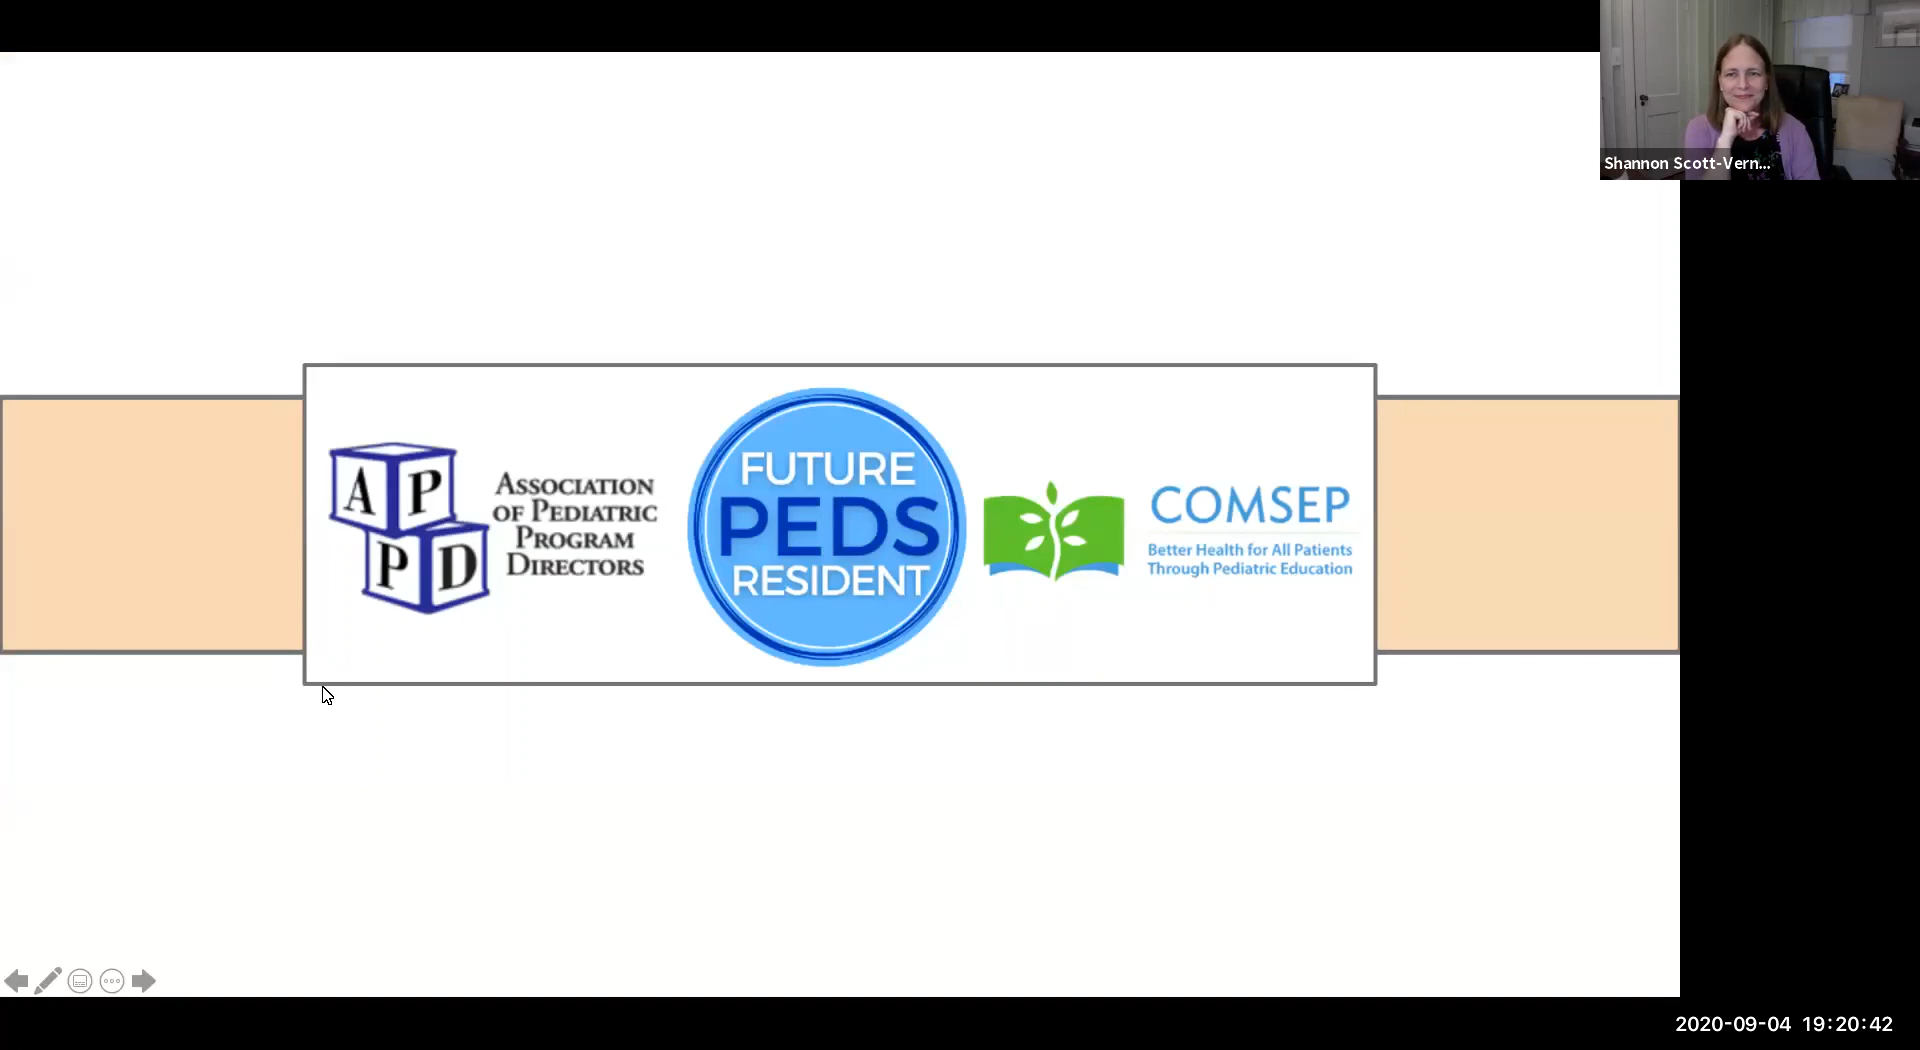 Shannon Scott-Vern...
A P
P D
ASSOCIATION
OF PEDIATRIC
PROGRAM
DIRECTORS
FUTURE
PEDS
RESIDENT
COMSEP
Better Health for All Patients
Through Pediatric Education
2020-09-04 19:20:42